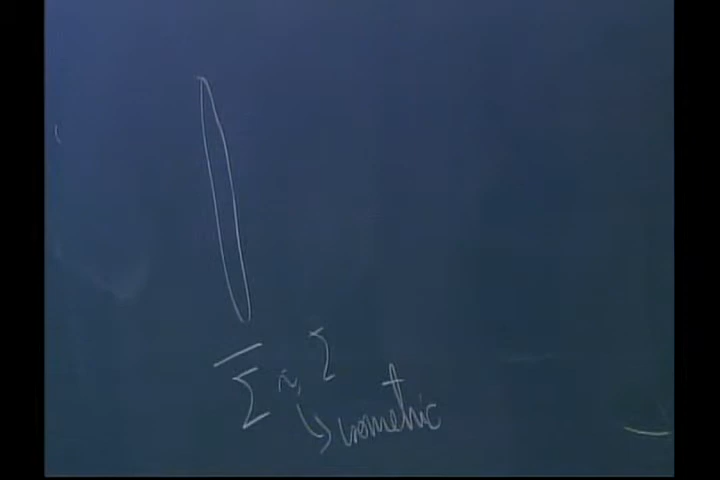 Σ̅ ~ Σ
↳ isometric